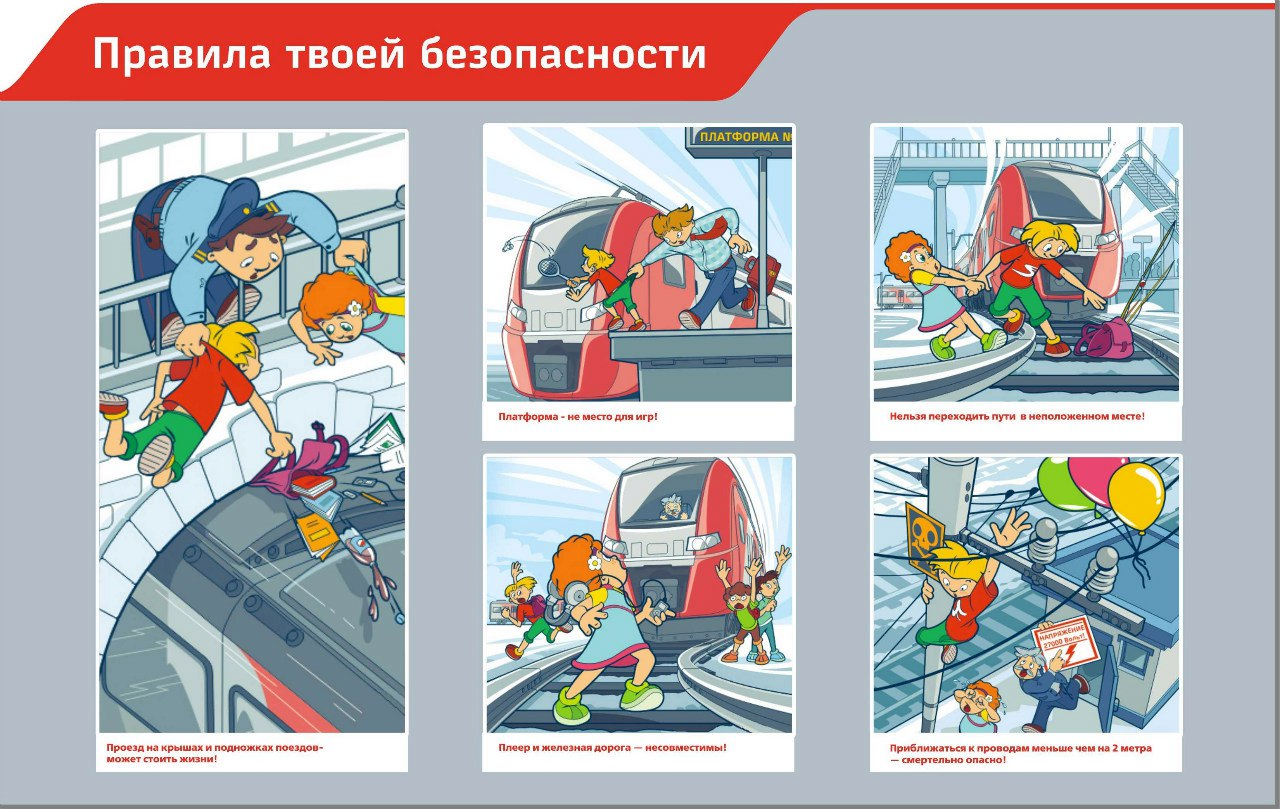 Правила твоей безопасности
ПЛАТФОРМА №
Платформа - не место для игр!
Нельзя переходить пути в неположенном месте!
НАПРЯЖЕНИЕ
27000 Вольт!
Проезд на крышах и подножках поездов-
может стоить жизни!
Плеер и железная дорога — несовместимы!
Приближаться к проводам меньше чем на 2 метра
— смертельно опасно!